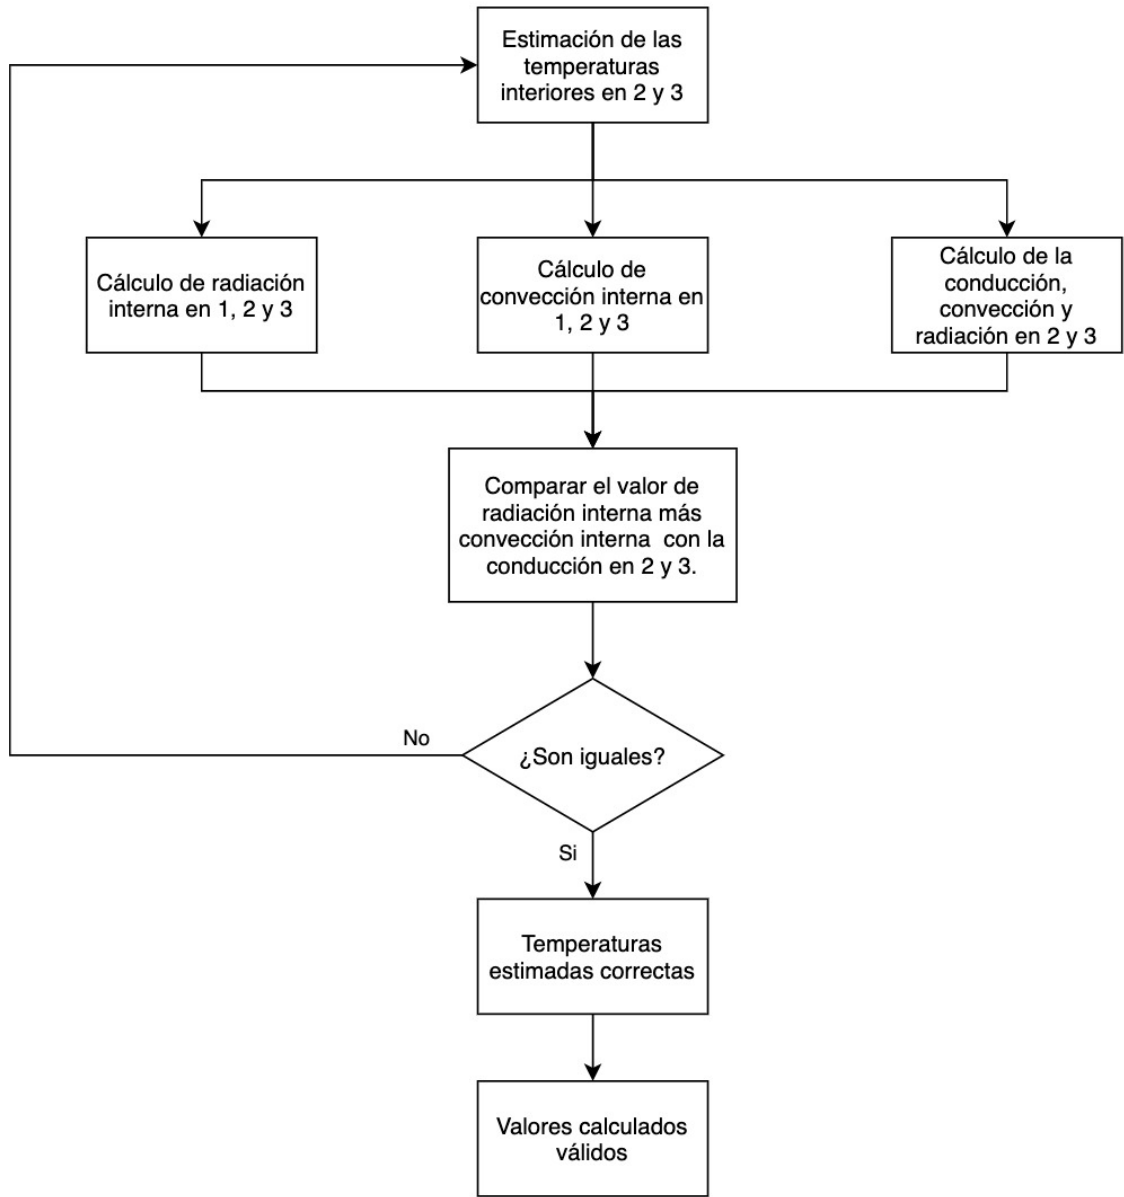 Estimación de las
temperaturas
interiores en 2 y 3
Cálculo de radiación
interna en 1, 2 y 3
Cálculo de
convección interna en
1, 2 y 3
Cálculo de la
conducción,
convección y
radiación en 2 y 3
Comparar el valor de
radiación interna más
convección interna  con la
conducción en 2 y 3.
No
¿Son iguales?
Si
Temperaturas
estimadas correctas
Valores calculados
válidos